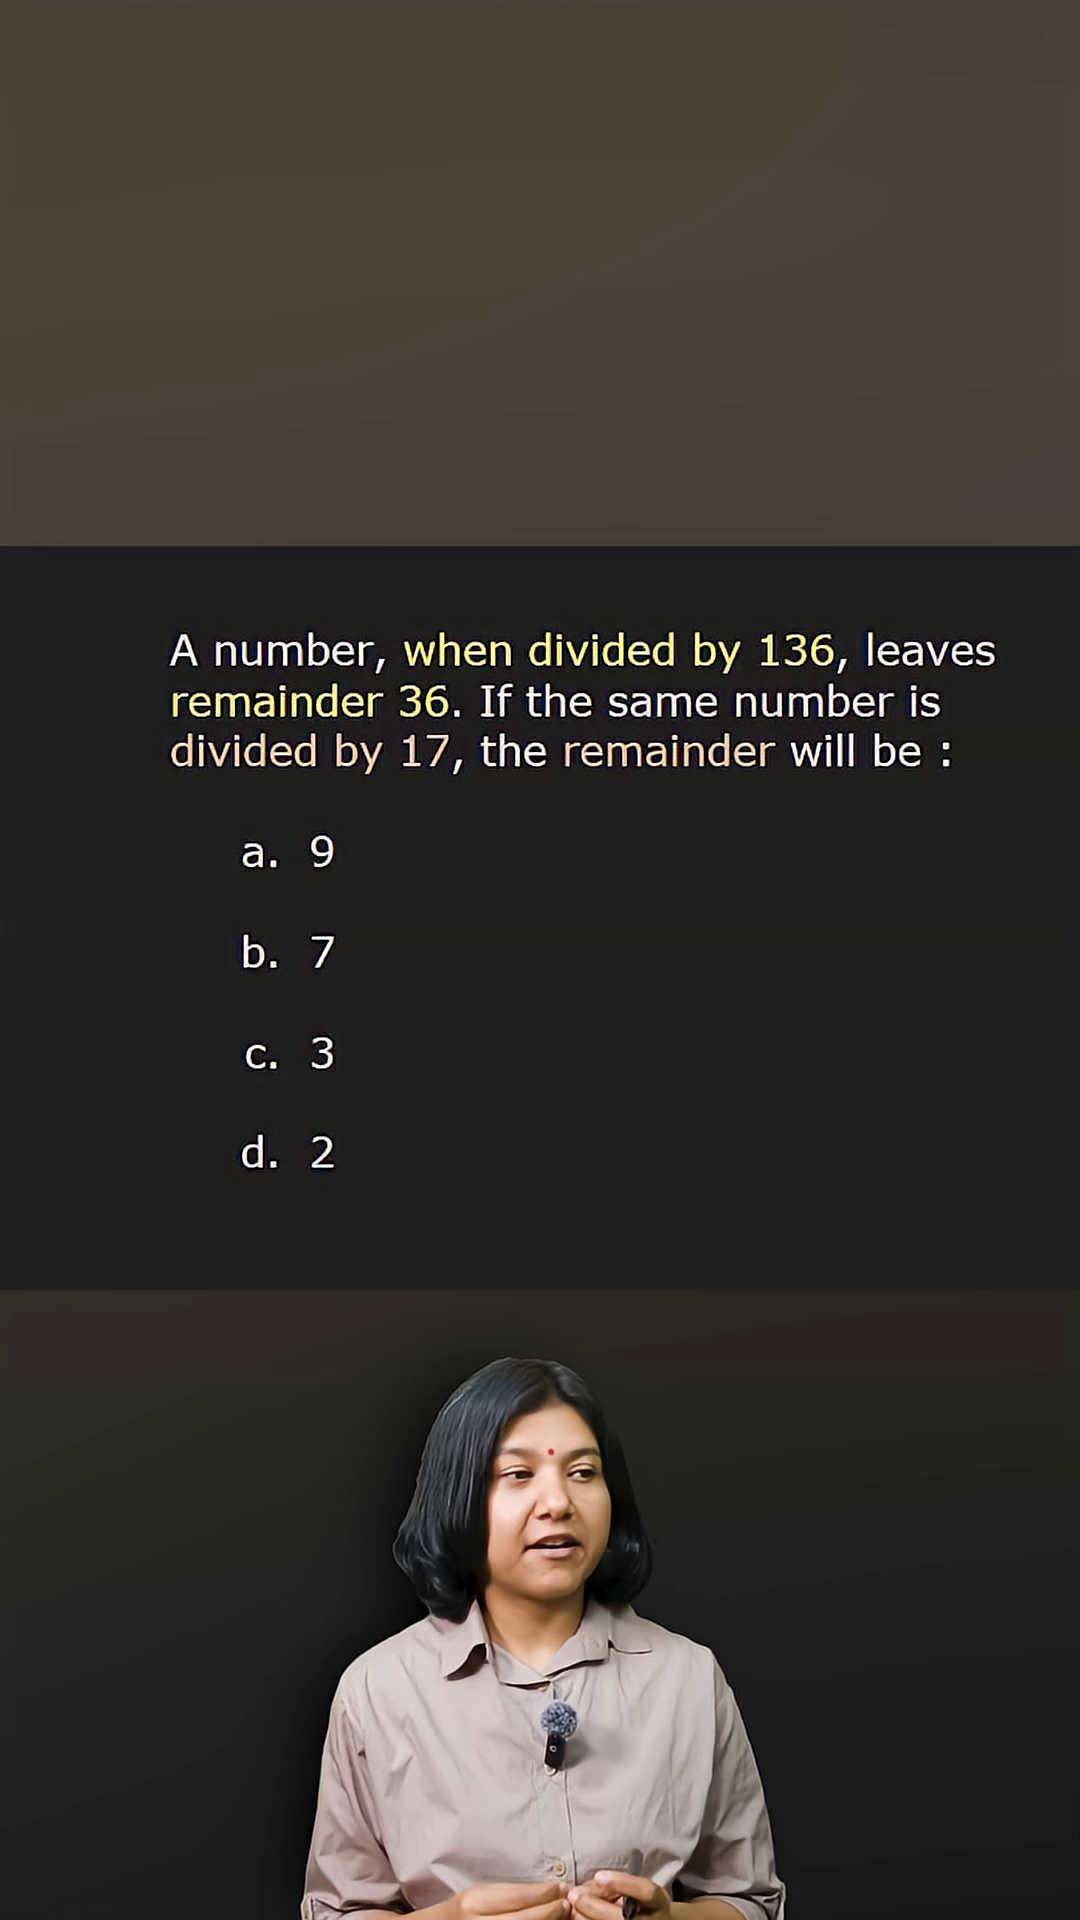 A number, when divided by 136, leaves
remainder 36. If the same number is
divided by 17, the remainder will be :
a. 9
b. 7
c. 3
d. 2